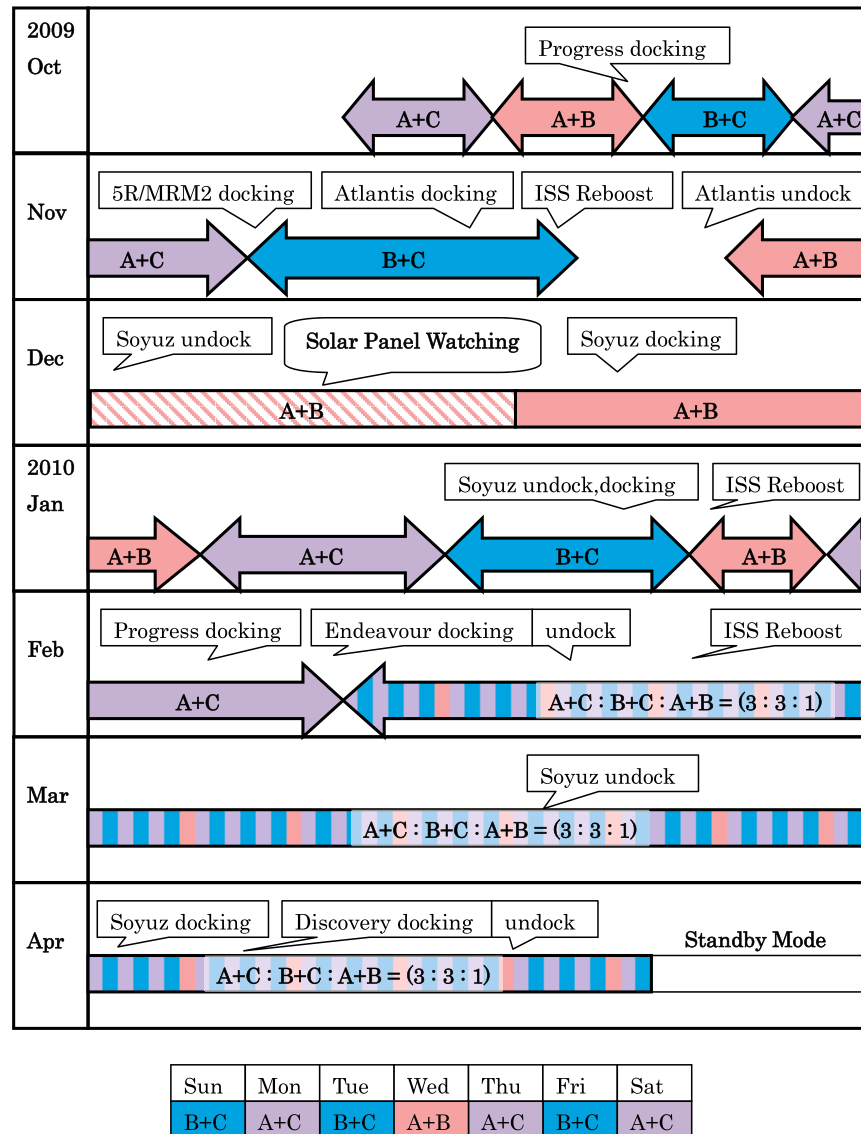 2009
Oct
Progress docking
A+C
A+B
B+C
A+C
Nov
5R/MRM2 docking
Atlantis docking
ISS Reboost
Atlantis undock
A+C
B+C
A+B
Dec
Soyuz undock
Solar Panel Watching
Soyuz docking
A+B
A+B
2010
Jan
Soyuz undock,docking
ISS Reboost
A+B
A+C
B+C
A+B
Feb
Progress docking
Endeavour docking
undock
ISS Reboost
A+C
A+C : B+C : A+B = (3 : 3 : 1)
Mar
Soyuz undock
A+C : B+C : A+B = (3 : 3 : 1)
Apr
Soyuz docking
Discovery docking
undock
Standby Mode
A+C : B+C : A+B = (3 : 3 : 1)
Sun Mon Tue Wed Thu Fri Sat
B+C A+C B+C A+B A+C B+C A+C